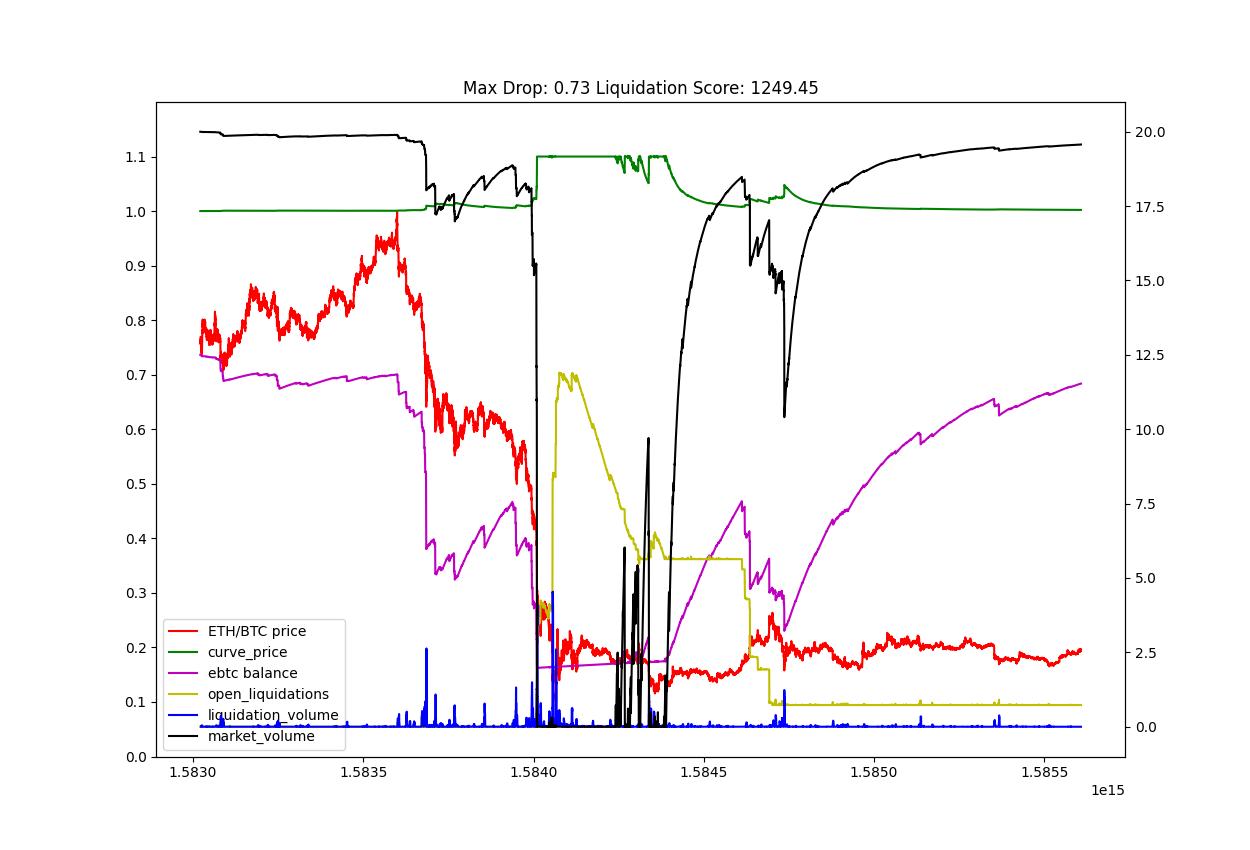 Max Drop: 0.73 Liquidation Score: 1249.45
1.1
1.0
0.9
0.8
0.7
0.6
0.5
0.4
0.3
0.2
0.1
0.0
20.0
17.5
15.0
12.5
10.0
7.5
5.0
2.5
0.0
ETH/BTC price
curve_price
ebtc balance
open_liquidations
liquidation_volume
market_volume
1.5830 1.5835 1.5840 1.5845 1.5850 1.5855
1e15